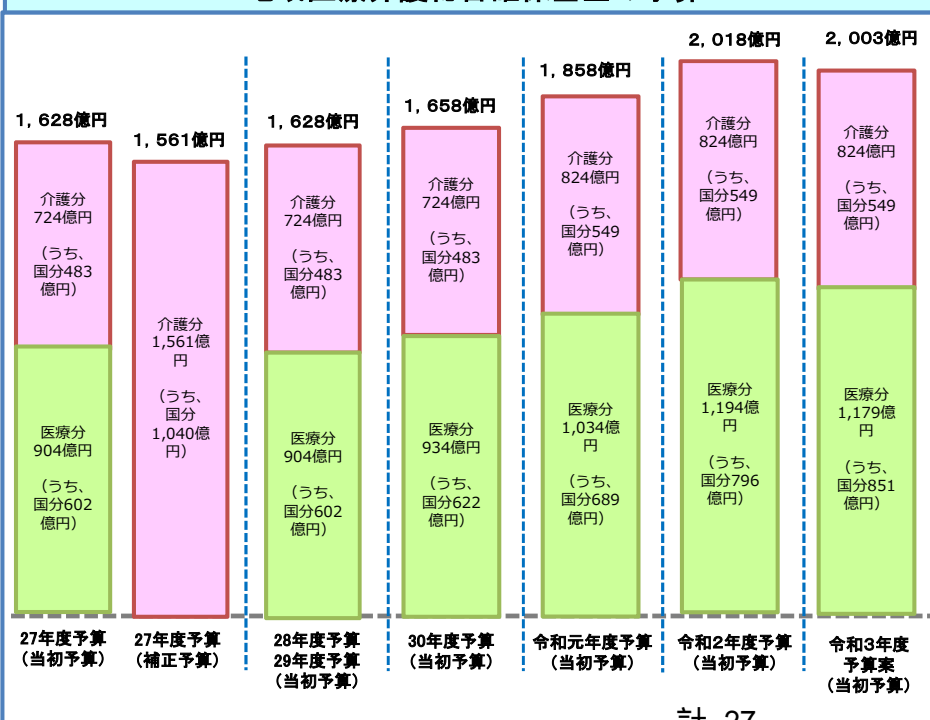 1,628億円
介護分
724億円
（うち、
国分483
億円）
医療分
904億円
（うち、
国分602
億円）
27年度予算
（当初予算）
1,561億円
介護分
1,561億
円
（うち、
国分
1,040億
円）
27年度予算
（補正予算）
1,628億円
介護分
724億円
（うち、
国分483
億円）
医療分
904億円
（うち、
国分602
億円）
28年度予算
29年度予算
（当初予算）
1,658億円
介護分
724億円
（うち、
国分483
億円）
医療分
934億円
（うち、
国分622
億円）
30年度予算
（当初予算）
1,858億円
介護分
824億円
（うち、
国分549
億円）
医療分
1,034億
円
（うち、
国分689
億円）
令和元年度予算
（当初予算）
2,018億円
介護分
824億円
（うち、
国分549
億円）
医療分
1,194億
円
（うち、
国分796
億円）
令和2年度予算
（当初予算）
2,003億円
介護分
824億円
（うち、
国分549
億円）
医療分
1,179億
円
（うち、
国分851
億円）
令和3年度
予算案
（当初予算）